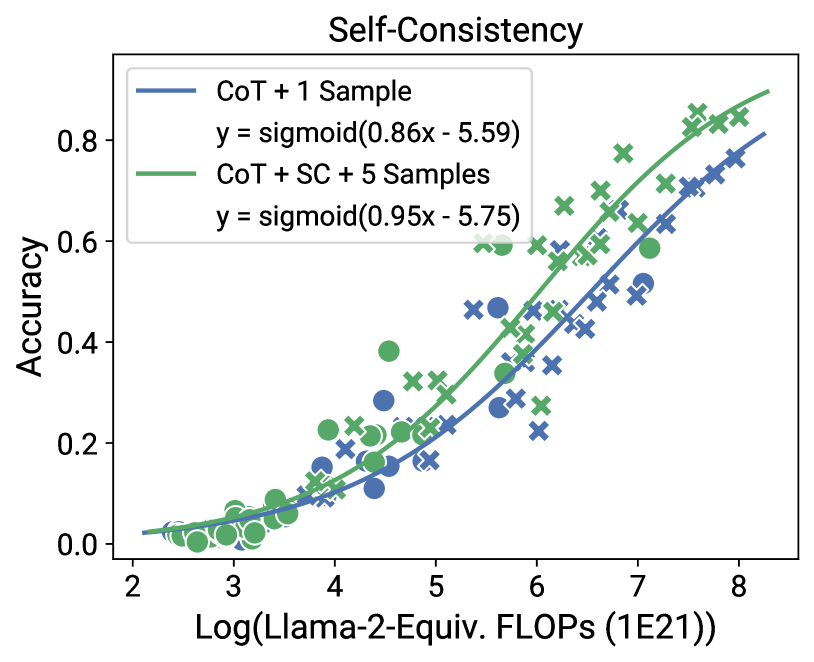 Self-Consistency
CoT + 1 Sample
y = sigmoid(0.86x - 5.59)
CoT + SC + 5 Samples
y = sigmoid(0.95x - 5.75)
Accuracy
0.8
0.6
0.4
0.2
0.0
2 3 4 5 6 7 8
Log(Llama-2-Equiv. FLOPs (1E21))